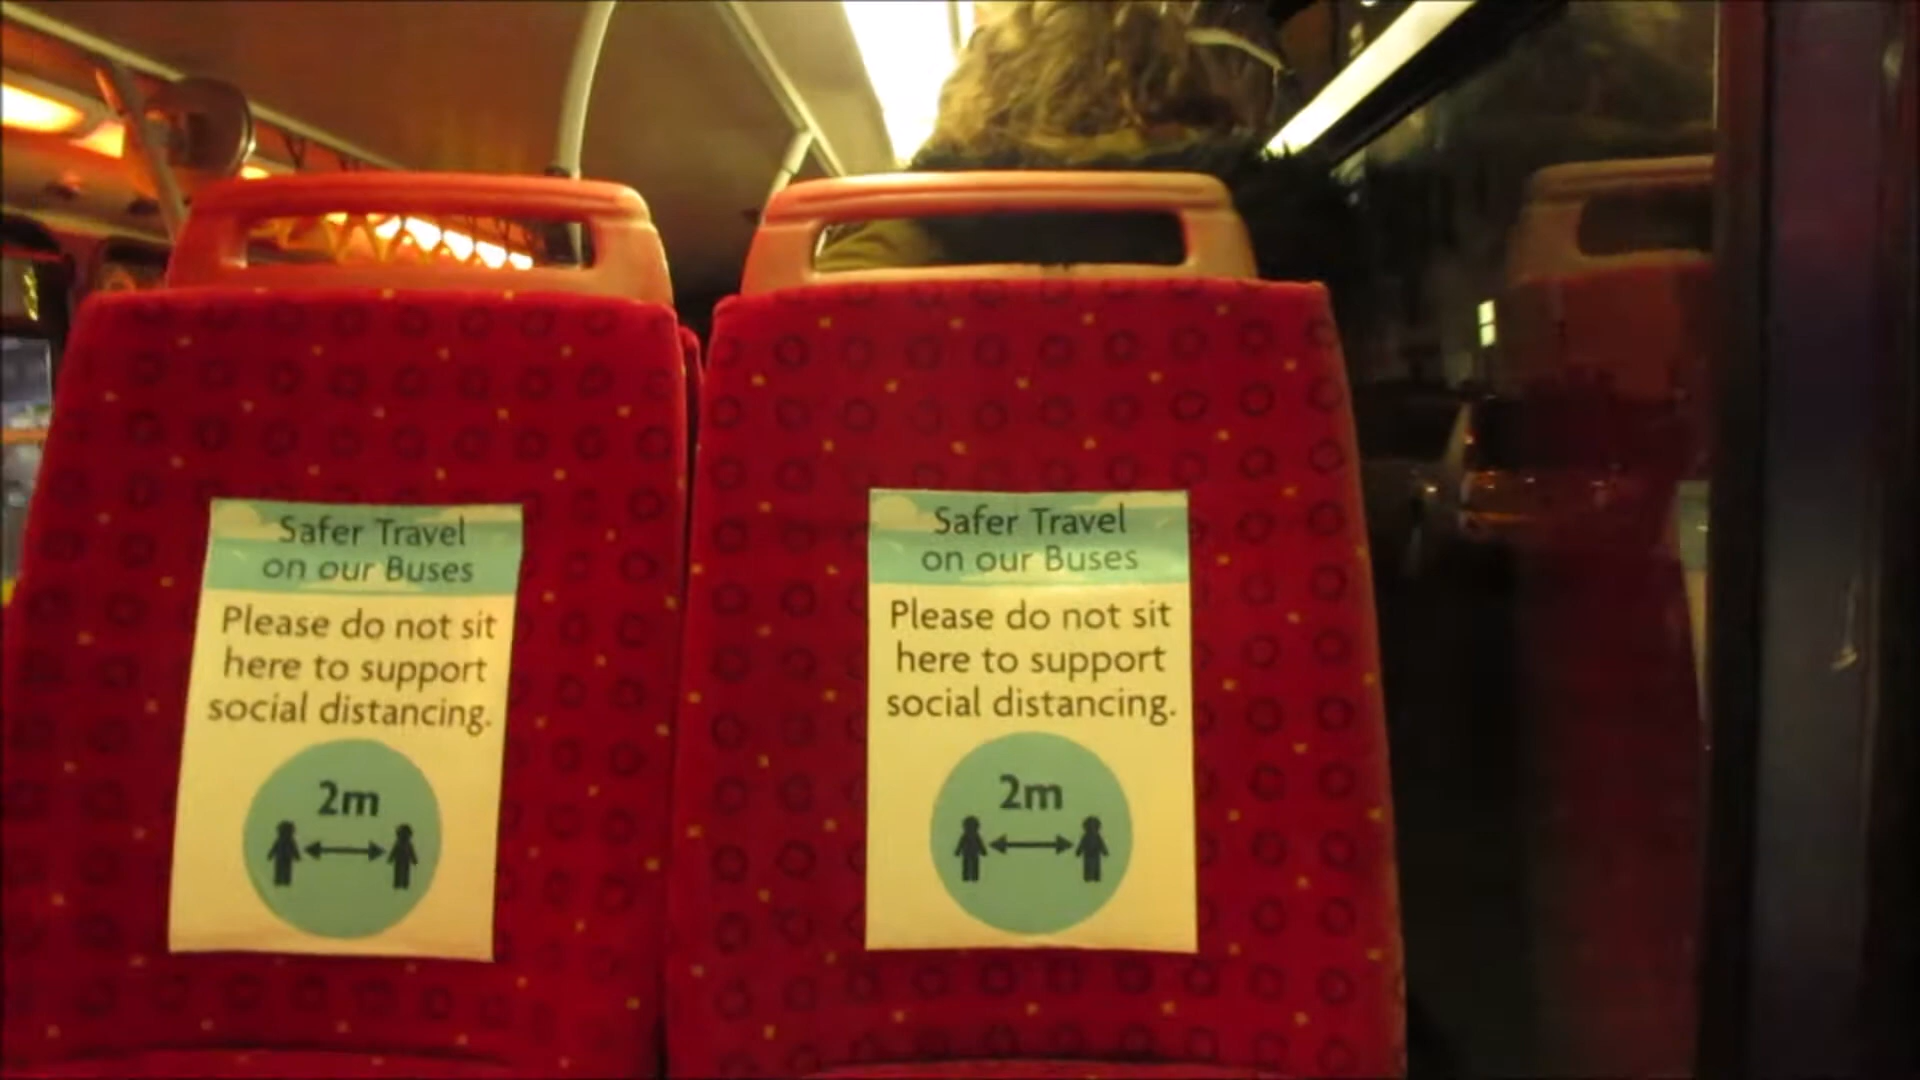 Safer Travel
on our Buses
Please do not sit
here to support
social distancing.
2m
Safer Travel
on our Buses
Please do not sit
here to support
social distancing.
2m